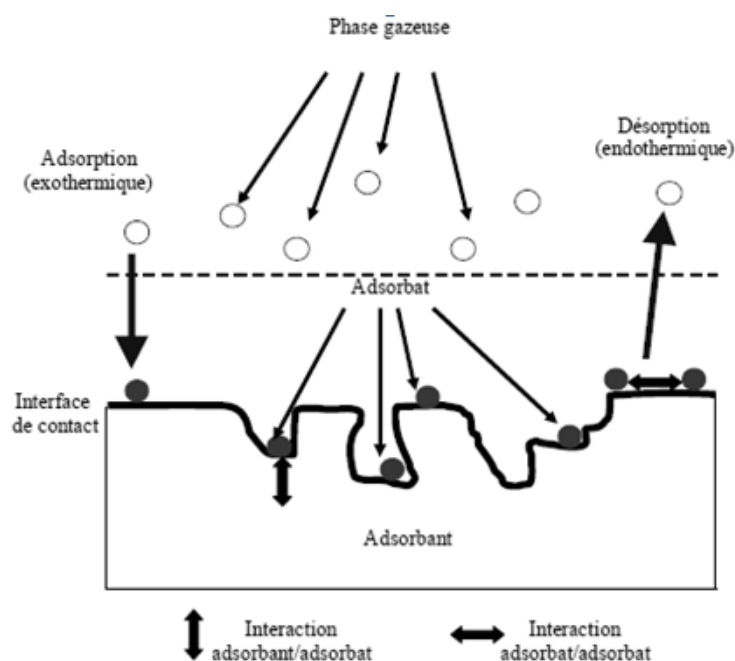 Phase gazeuse
Adsorption
(exothermique)
Désorption
(endothermique)
Adsorbat
Interface
de contact
Adsorbant
Interaction
adsorbant/adsorbat
Interaction
adsorbat/adsorbat